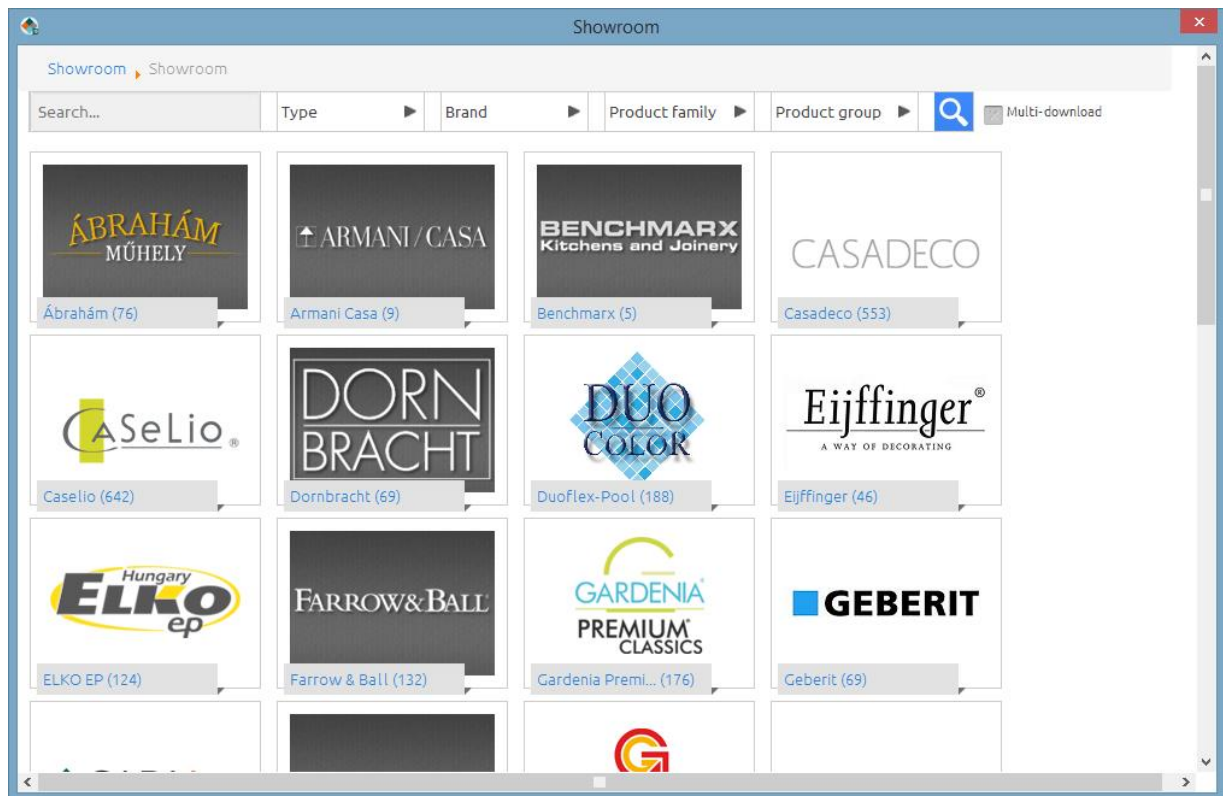 Showroom
Showroom Showroom
Search... Type Brand Product family Product group Multi-download
ÁBRAHÁM
MŰHELY
Ábrahám (76)
ARMANI/CASA
Armani Casa (9)
BENCHMARX
Kitchens and Joinery
Benchmarx (5)
CASADECO
Casadeco (553)
CASeLio®
Caselio (642)
DORN
BRACHT
Dornbracht (69)
DUO
COLOR
Duoflex-Pool (188)
Eijffinger®
A WAY OF DECORATING
Eijffinger (46)
Hungary
ELKO
ep
ELKO EP (124)
FARROW&BALL
Farrow & Ball (132)
GARDENIA
PREMIUM
CLASSICS
Gardenia Premi... (176)
GEBERIT
Geberit (69)